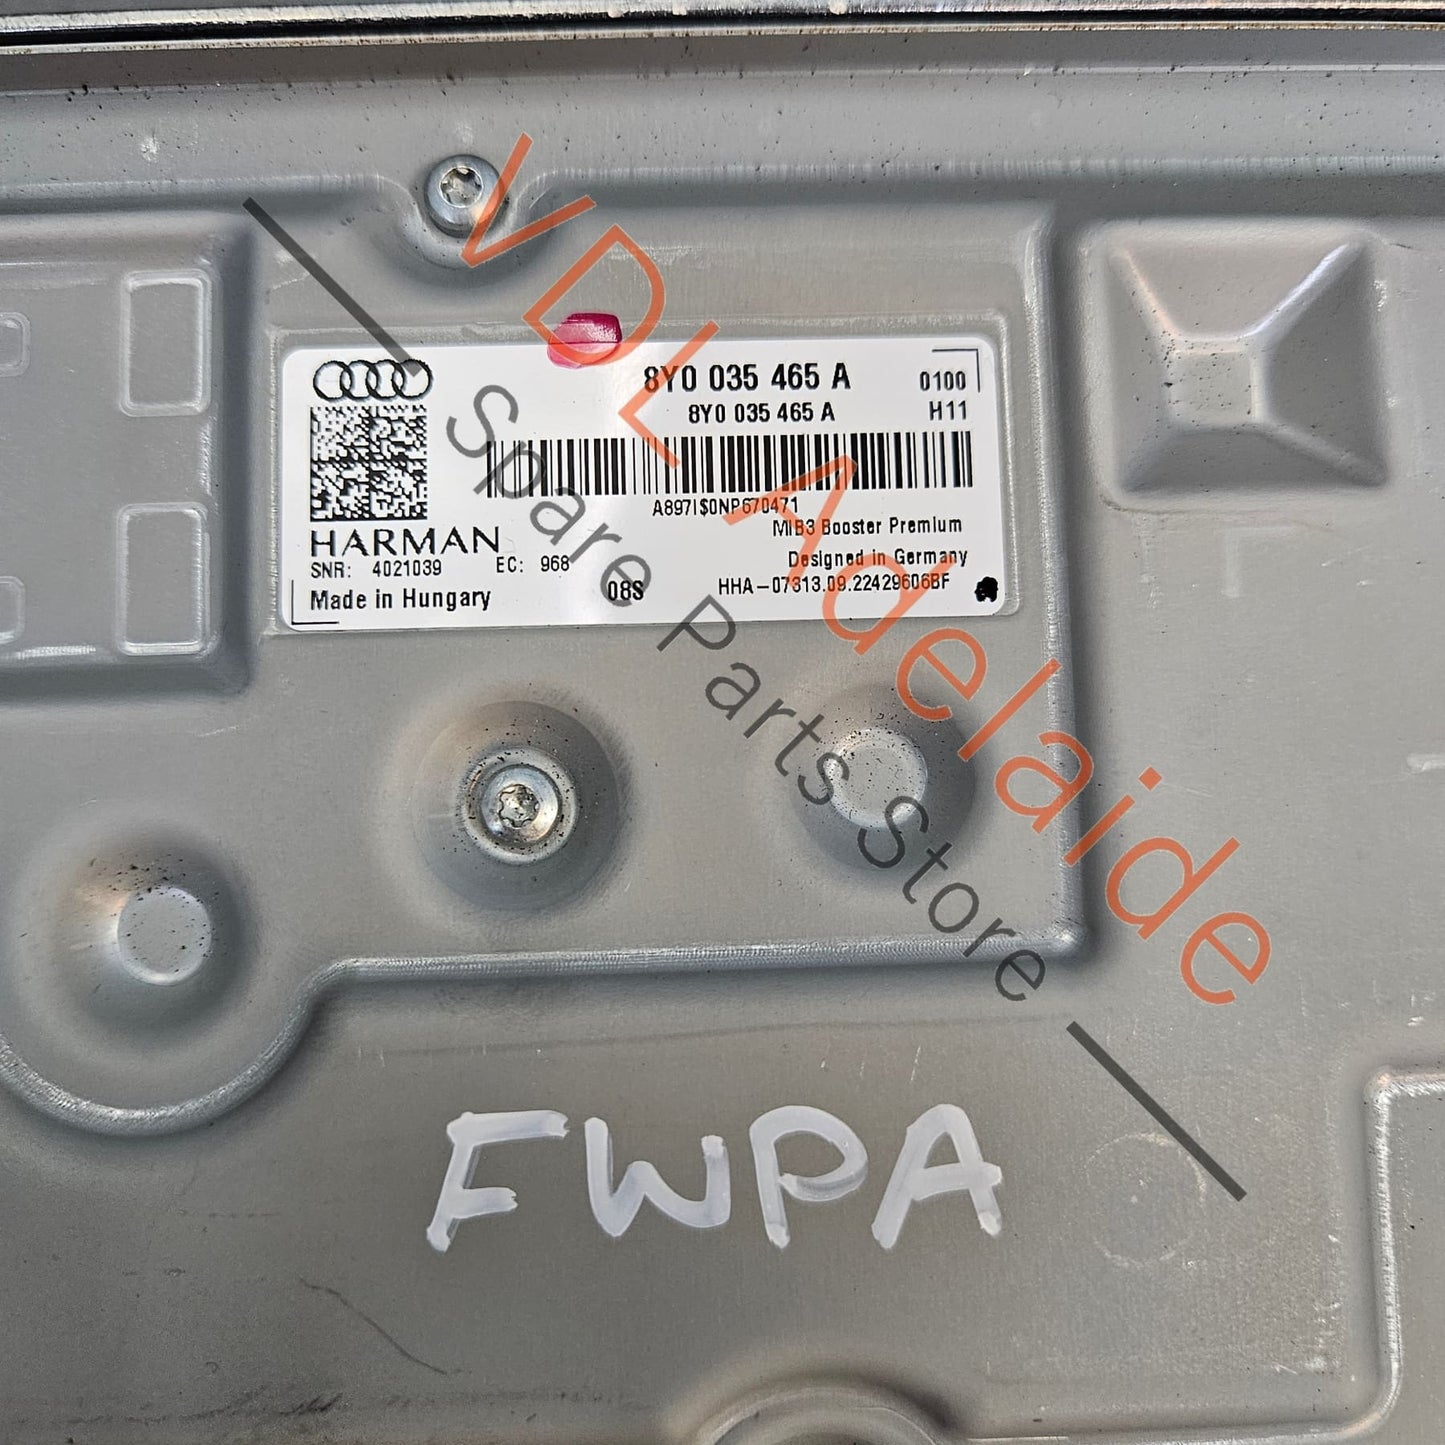 8Y0 035 465 A 0100
8Y0 035 465 A H11
A897I$0NP670471
MIB3 Booster Premium
HARMAN
Designed in Germany
SNR: 4021039 EC: 968
08S HHA-07313.09.22429606BF
Made in Hungary
VDL Adelaide
Spare Parts Store
FWPA